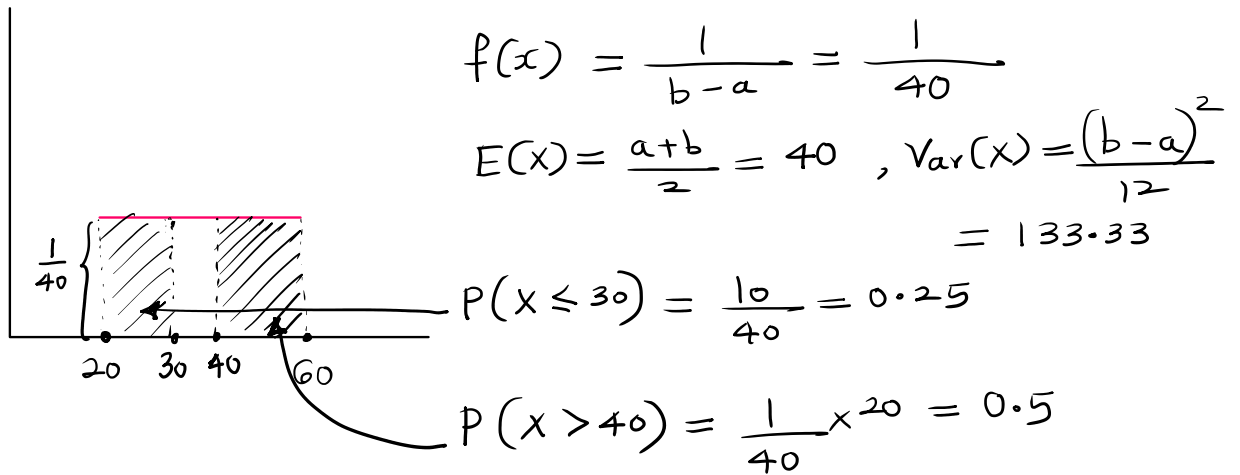 f(x) = 1/(b-a) = 1/40
E(X) = (a+b)/2 = 40 , Var(X) = (b-a)²/12
= 133.33
1/40
P(X ≤ 30) = 10/40 = 0.25
20 30 40 60
P(X > 40) = 1/40 x 20 = 0.5